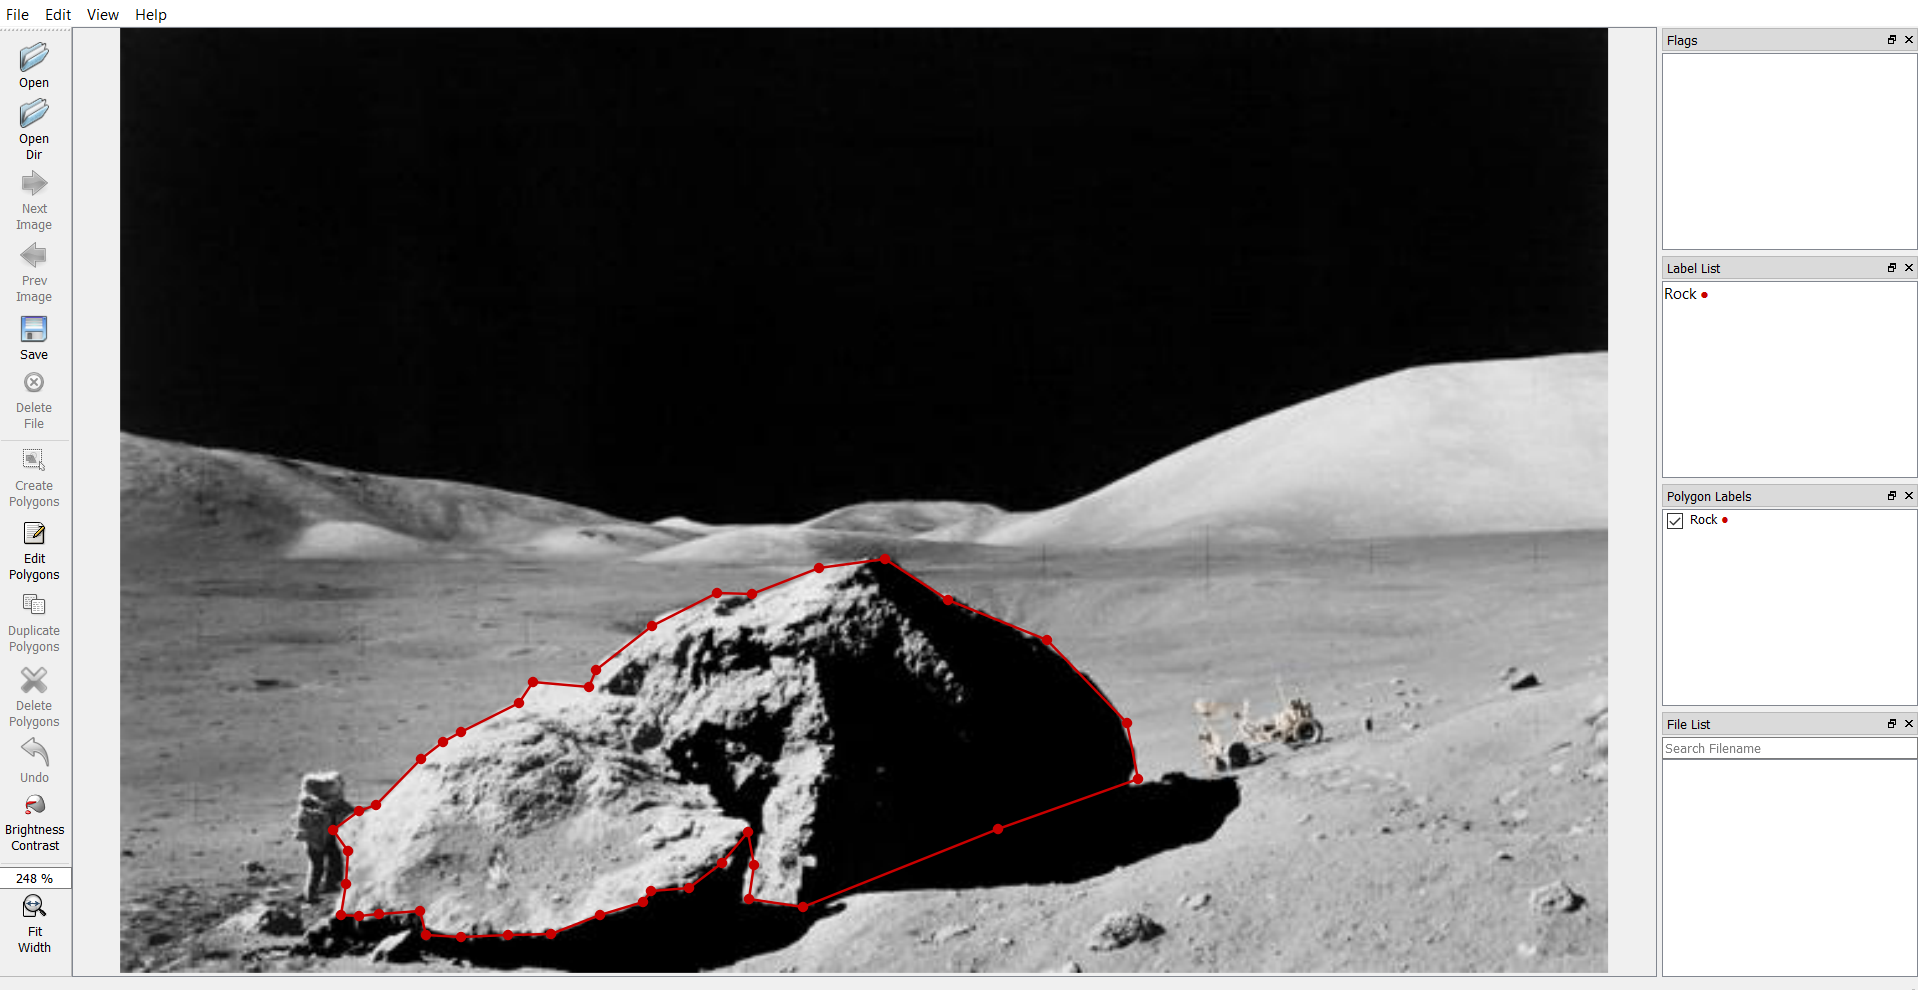 File Edit View Help
Open
Open
Dir
Next
Image
Prev
Image
Save
Delete
File
Create
Polygons
Edit
Polygons
Duplicate
Polygons
Delete
Polygons
Undo
Brightness
Contrast
248 %
Fit
Width
Flags
Label List
Rock
Polygon Labels
Rock
File List
Search Filename